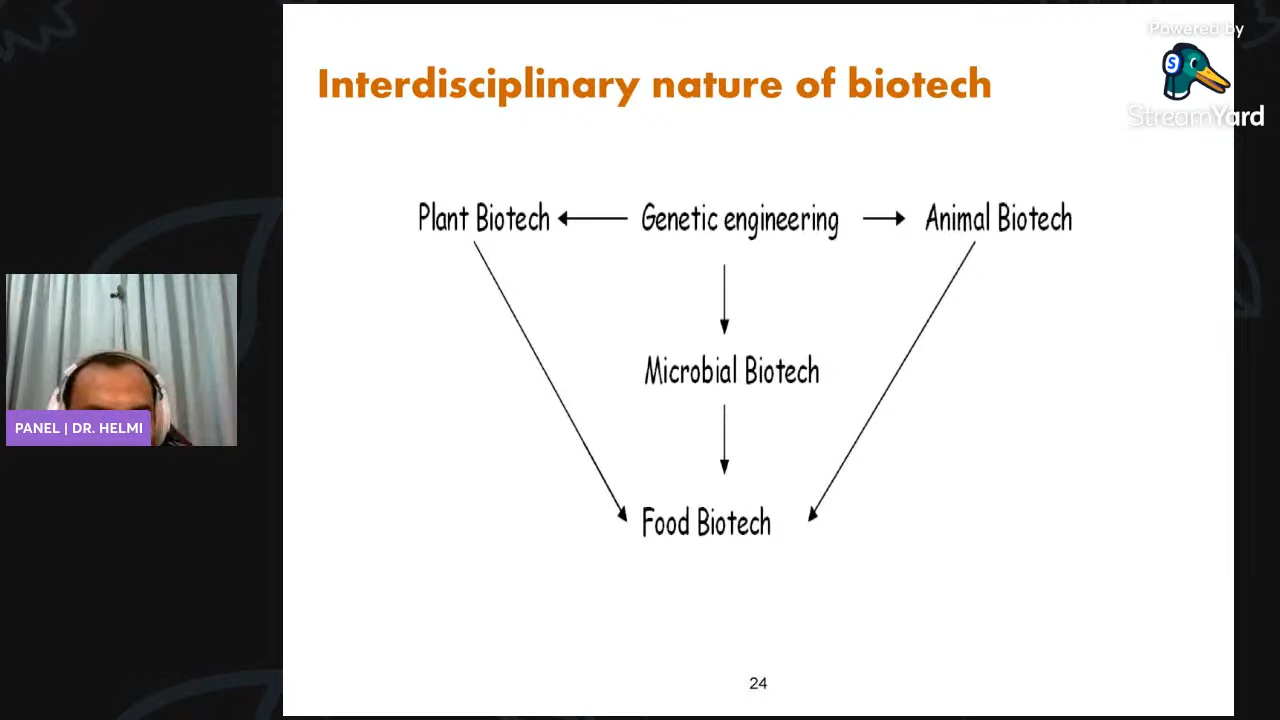 Interdisciplinary nature of biotech
Powered by
S
StreamYard
Plant Biotech
Genetic engineering
Animal Biotech
Microbial Biotech
PANEL | DR. HELMI
Food Biotech
24